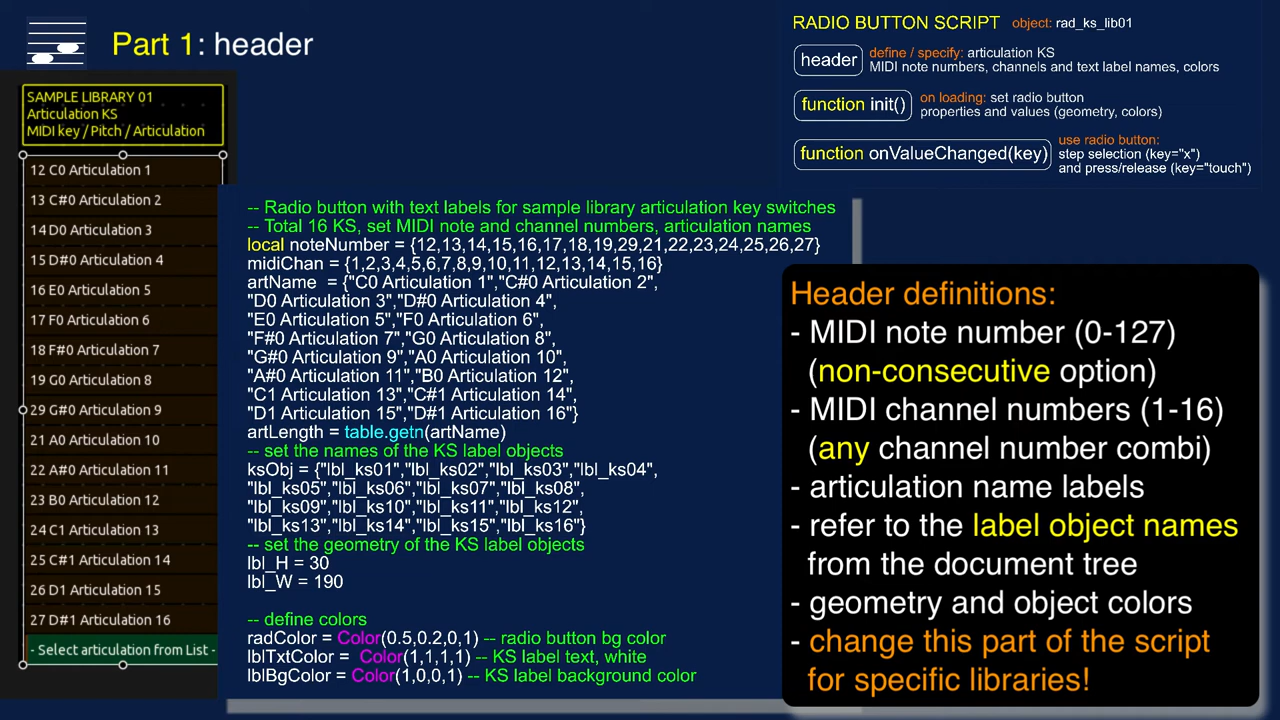 Part 1: header
RADIO BUTTON SCRIPT object: rad_ks_lib01
header
define / specify: articulation KS
MIDI note numbers, channels and text label names, colors
function init()
on loading: set radio button
properties and values (geometry, colors)
function onValueChanged(key)
use radio button:
step selection (key="x")
and press/release (key="touch")
SAMPLE LIBRARY 01
Articulation KS
MIDI key / Pitch / Articulation
12 C0 Articulation 1
13 C#0 Articulation 2
14 D0 Articulation 3
15 D#0 Articulation 4
16 E0 Articulation 5
17 F0 Articulation 6
18 F#0 Articulation 7
19 G0 Articulation 8
29 G#0 Articulation 9
21 A0 Articulation 10
22 A#0 Articulation 11
23 B0 Articulation 12
24 C1 Articulation 13
25 C#1 Articulation 14
26 D1 Articulation 15
27 D#1 Articulation 16
- Select articulation from List -
-- Radio button with text labels for sample library articulation key switches
-- Total 16 KS, set MIDI note and channel numbers, articulation names
local noteNumber = {12,13,14,15,16,17,18,19,29,21,22,23,24,25,26,27}
midiChan = {1,2,3,4,5,6,7,8,9,10,11,12,13,14,15,16}
artName = {"C0 Articulation 1","C#0 Articulation 2",
"D0 Articulation 3","D#0 Articulation 4",
"E0 Articulation 5","F0 Articulation 6",
"F#0 Articulation 7","G0 Articulation 8",
"G#0 Articulation 9","A0 Articulation 10",
"A#0 Articulation 11","B0 Articulation 12",
"C1 Articulation 13","C#1 Articulation 14",
"D1 Articulation 15","D#1 Articulation 16"}
artLength = table.getn(artName)
-- set the names of the KS label objects
ksObj = {"lbl_ks01","lbl_ks02","lbl_ks03","lbl_ks04",
"lbl_ks05","lbl_ks06","lbl_ks07","lbl_ks08",
"lbl_ks09","lbl_ks10","lbl_ks11","lbl_ks12",
"lbl_ks13","lbl_ks14","lbl_ks15","lbl_ks16"}
-- set the geometry of the KS label objects
lbl_H = 30
lbl_W = 190
-- define colors
radColor = Color(0.5,0.2,0,1) -- radio button bg color
lblTxtColor = Color(1,1,1,1) -- KS label text, white
lblBgColor = Color(1,0,0,1) -- KS label background color
Header definitions:
- MIDI note number (0-127)
(non-consecutive option)
- MIDI channel numbers (1-16)
(any channel number combi)
- articulation name labels
- refer to the label object names
from the document tree
- geometry and object colors
- change this part of the script
for specific libraries!